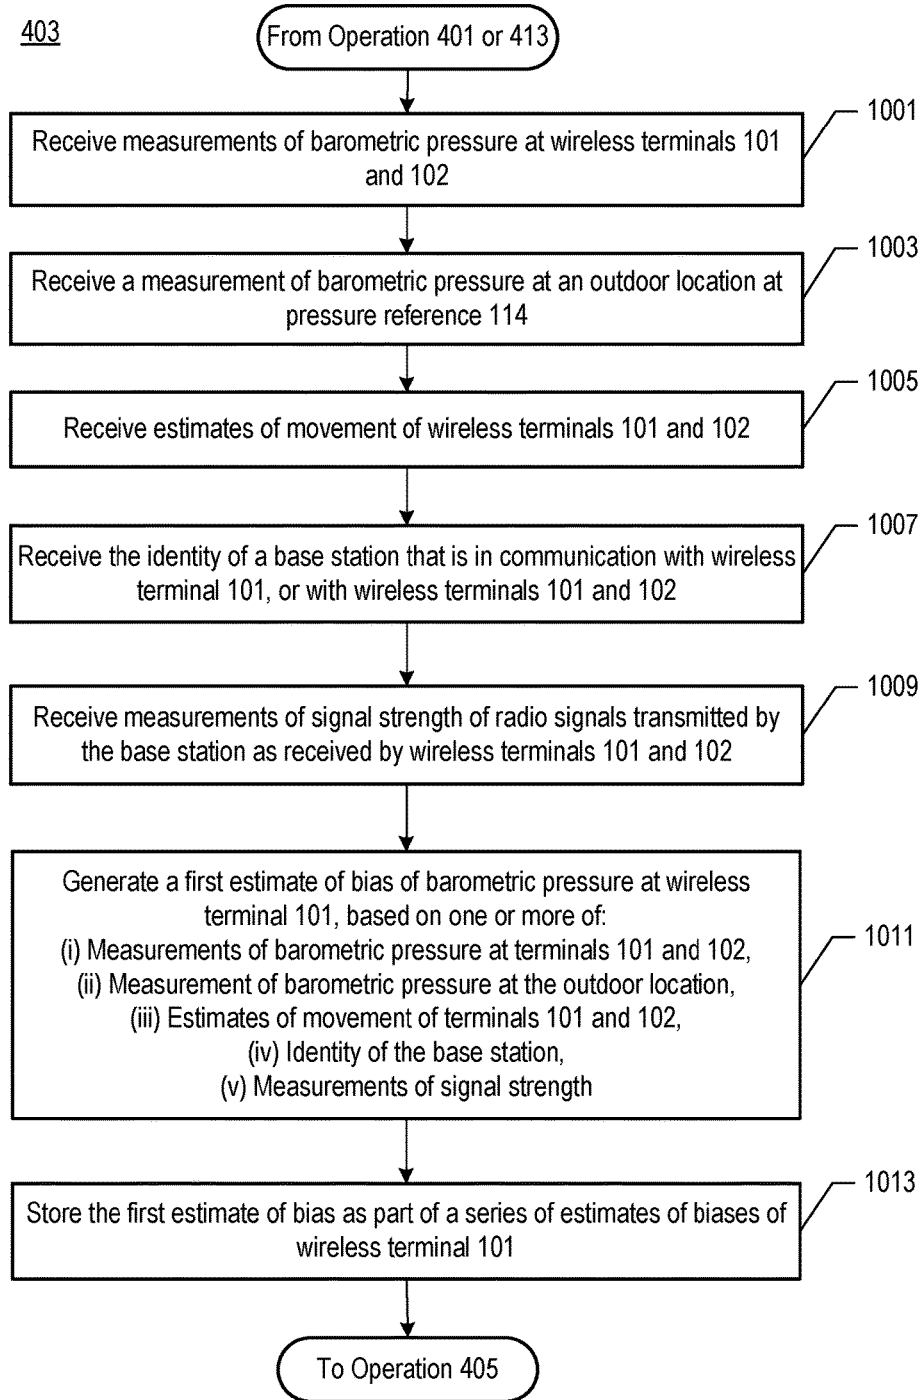 403
From Operation 401 or 413
1001
Receive measurements of barometric pressure at wireless terminals 101
and 102
1003
Receive a measurement of barometric pressure at an outdoor location at
pressure reference 114
1005
Receive estimates of movement of wireless terminals 101 and 102
1007
Receive the identity of a base station that is in communication with wireless
terminal 101, or with wireless terminals 101 and 102
1009
Receive measurements of signal strength of radio signals transmitted by
the base station as received by wireless terminals 101 and 102
Generate a first estimate of bias of barometric pressure at wireless
terminal 101, based on one or more of:
(i) Measurements of barometric pressure at terminals 101 and 102,
1011
(ii) Measurement of barometric pressure at the outdoor location,
(iii) Estimates of movement of terminals 101 and 102,
(iv) Identity of the base station,
(v) Measurements of signal strength
1013
Store the first estimate of bias as part of a series of estimates of biases of
wireless terminal 101
To Operation 405